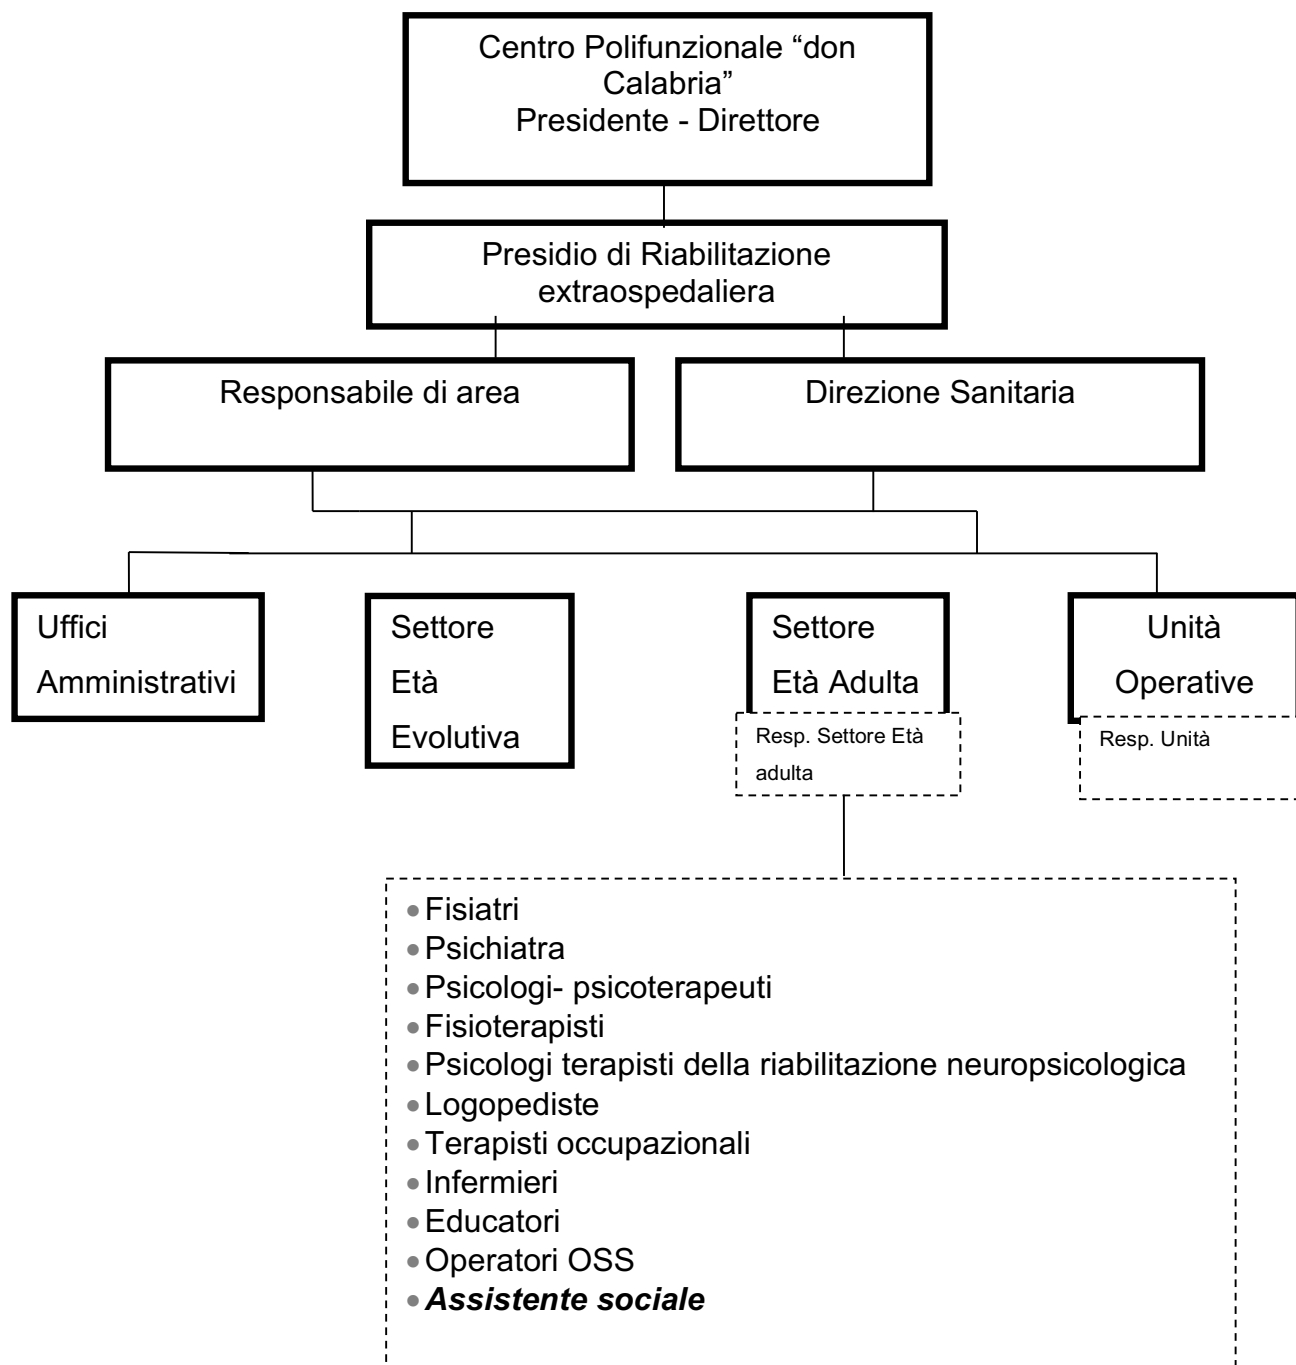 Centro Polifunzionale “don
Calabria”
Presidente - Direttore
Presidio di Riabilitazione
extraospedaliera
Responsabile di area
Direzione Sanitaria
Uffici
Amministrativi
Settore
Età
Evolutiva
Settore
Età Adulta
Resp. Settore Età
adulta
Unità
Operative
Resp. Unità
• Fisiatri
• Psichiatra
• Psicologi- psicoterapeuti
• Fisioterapisti
• Psicologi terapisti della riabilitazione neuropsicologica
• Logopediste
• Terapisti occupazionali
• Infermieri
• Educatori
• Operatori OSS
• Assistente sociale